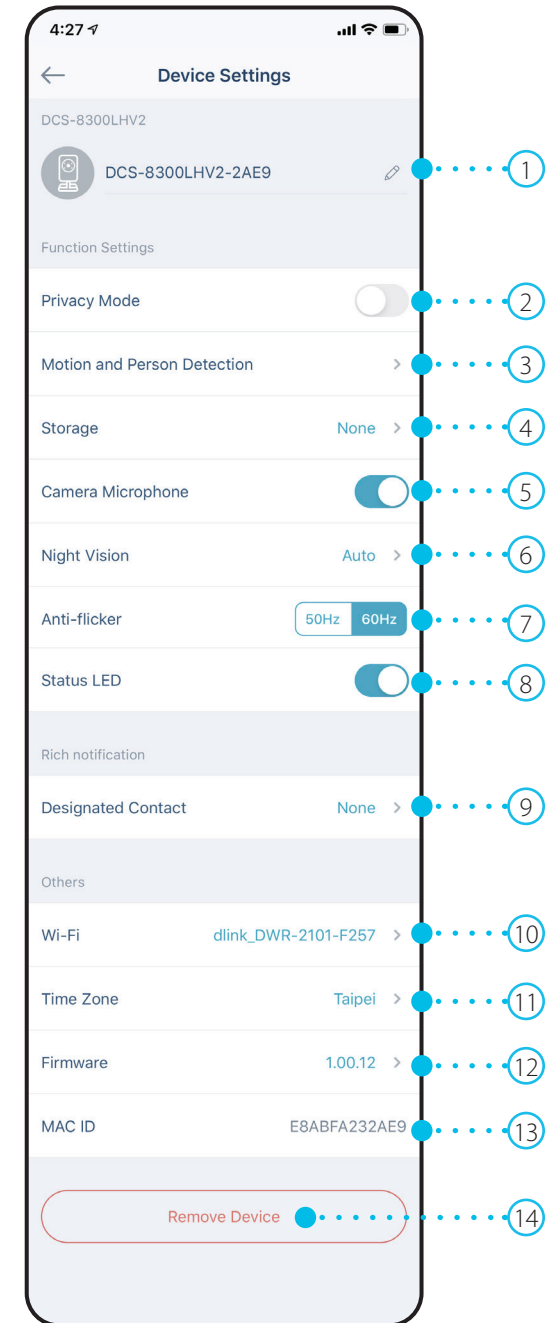 4:27
Device Settings
DCS-8300LHV2
DCS-8300LHV2-2AE9 1
Function Settings
Privacy Mode 2
Motion and Person Detection 3
Storage None 4
Camera Microphone 5
Night Vision Auto 6
Anti-flicker 50Hz 60Hz 7
Status LED 8
Rich notification
Designated Contact None 9
Others
Wi-Fi dlink_DWR-2101-F257 10
Time Zone Taipei 11
Firmware 1.00.12 12
MAC ID E8ABFA232AE9 13
Remove Device 14